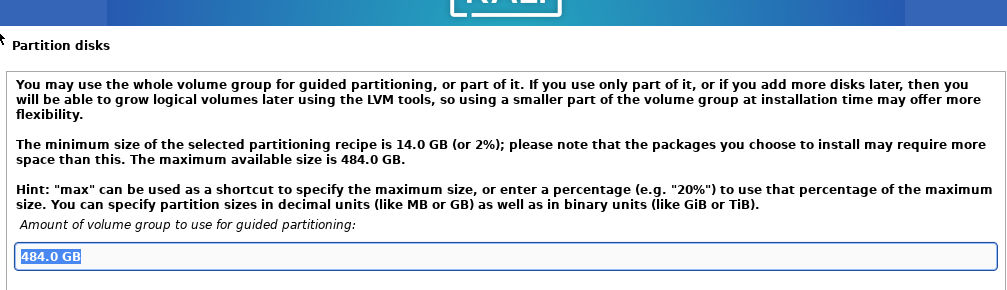 KALI
Partition disks
You may use the whole volume group for guided partitioning, or part of it. If you use only part of it, or if you add more disks later, then you
will be able to grow logical volumes later using the LVM tools, so using a smaller part of the volume group at installation time may offer more
flexibility.
The minimum size of the selected partitioning recipe is 14.0 GB (or 2%); please note that the packages you choose to install may require more
space than this. The maximum available size is 484.0 GB.
Hint: "max" can be used as a shortcut to specify the maximum size, or enter a percentage (e.g. "20%") to use that percentage of the maximum
size. You can specify partition sizes in decimal units (like MB or GB) as well as in binary units (like GiB or TiB).
Amount of volume group to use for guided partitioning:
484.0 GB